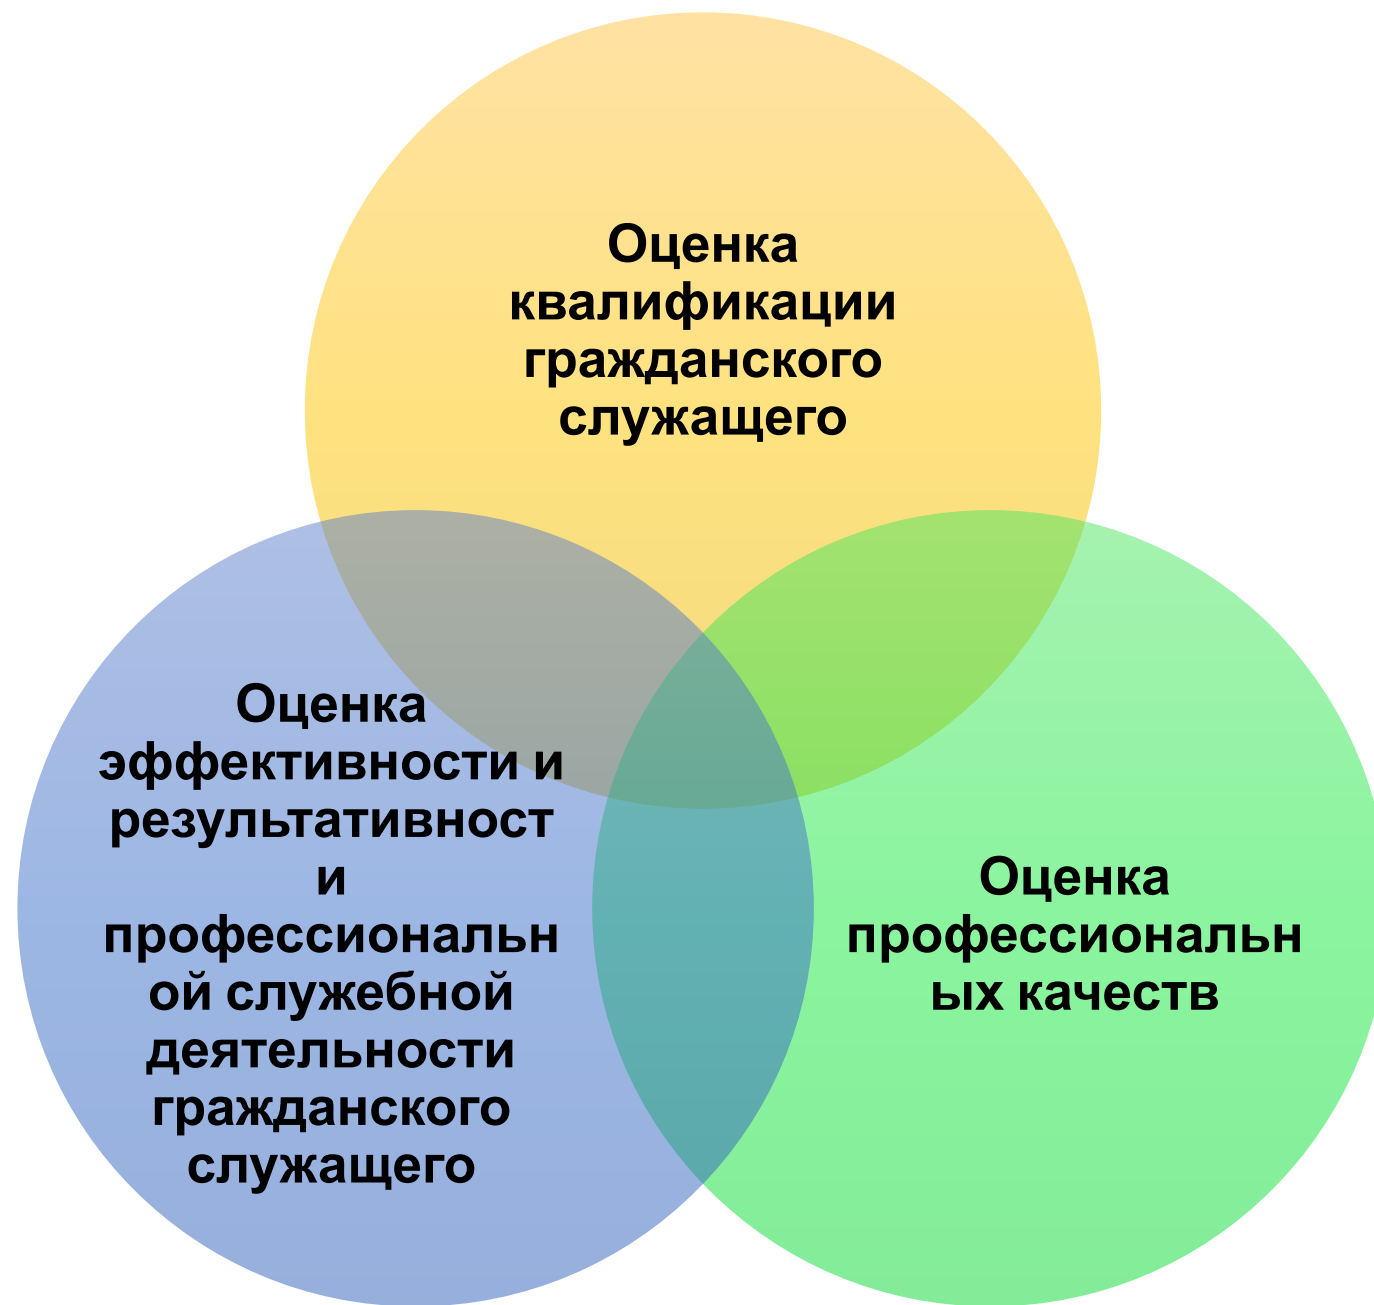 Оценка
квалификации
гражданского
служащего
Оценка
эффективности и
результативност
и
профессиональн
ой служебной
деятельности
гражданского
служащего
Оценка
профессиональн
ых качеств